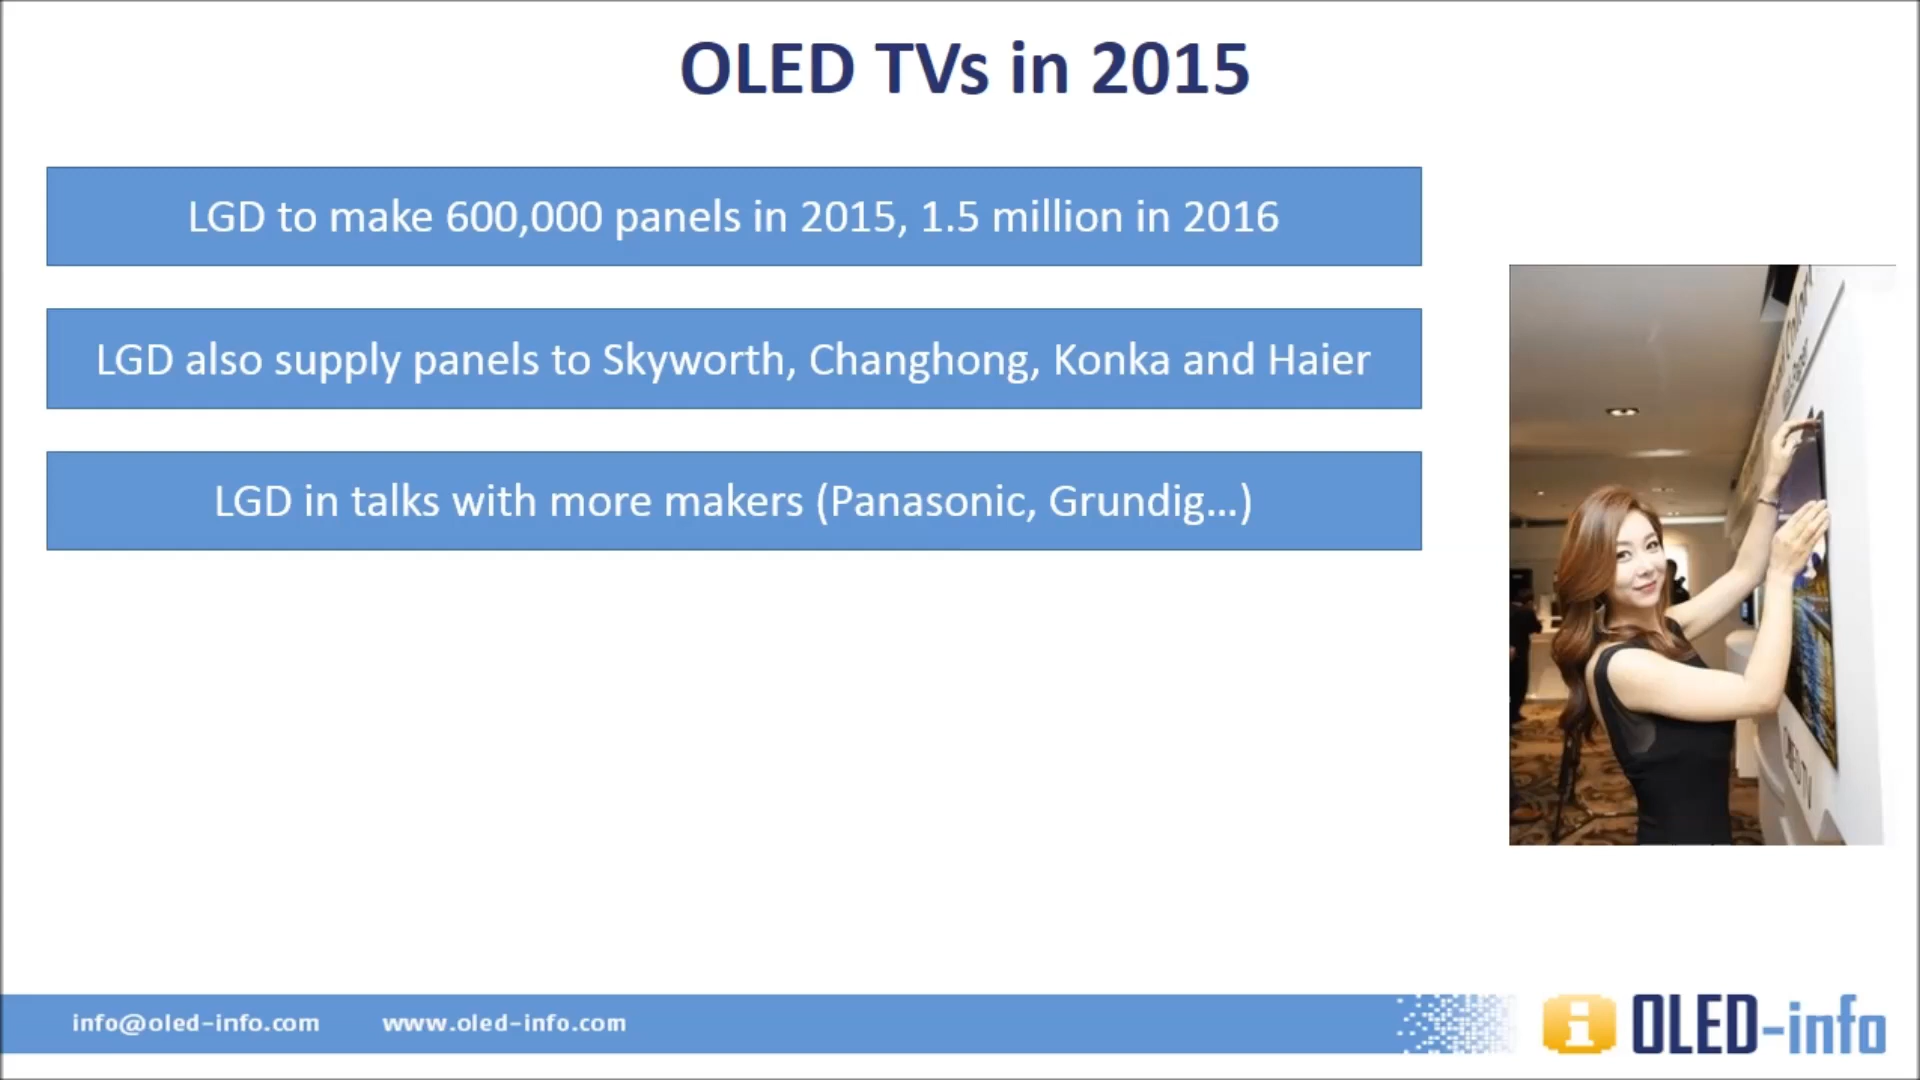 OLED TVs in 2015
LGD to make 600,000 panels in 2015, 1.5 million in 2016
LGD also supply panels to Skyworth, Changhong, Konka and Haier
LGD in talks with more makers (Panasonic, Grundig...)
info@oled-info.com
www.oled-info.com
OLED-info